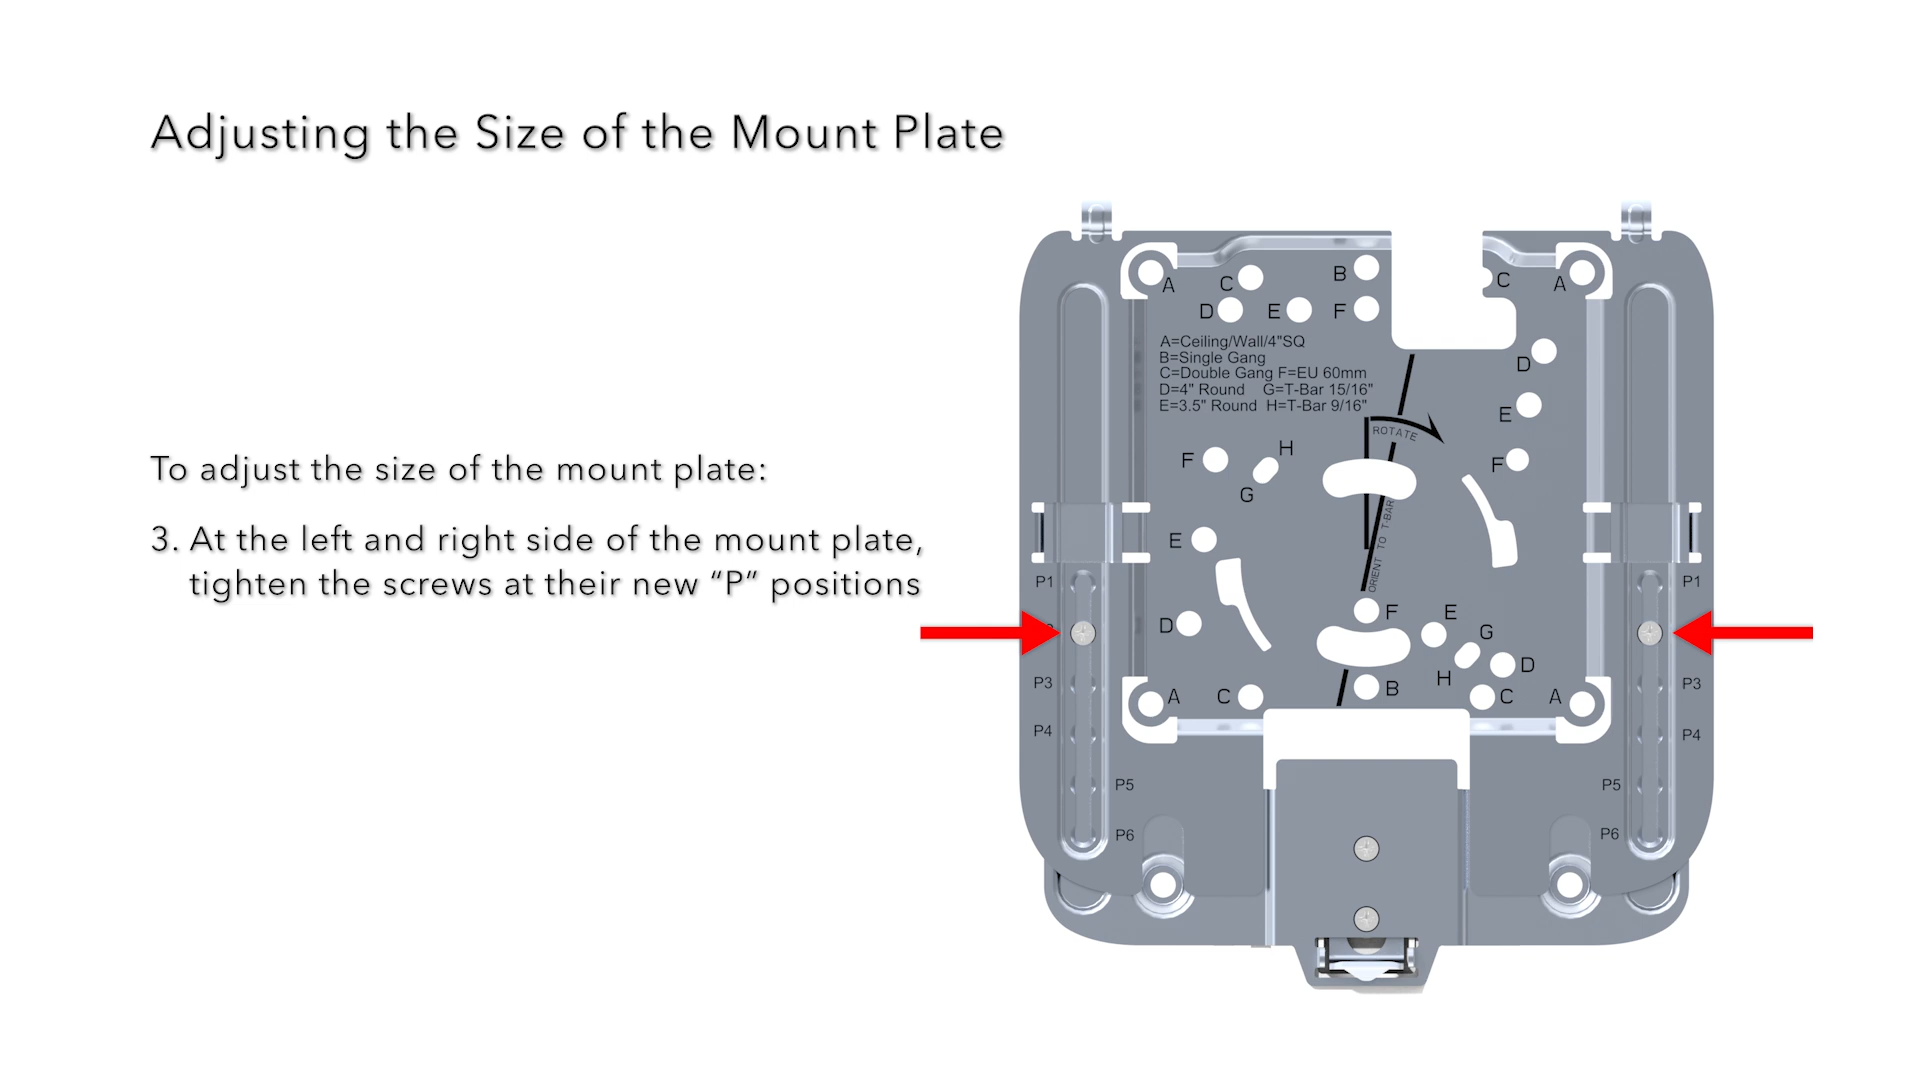 Adjusting the Size of the Mount Plate
To adjust the size of the mount plate:
3. At the left and right side of the mount plate,
tighten the screws at their new “P” positions
A C B C A
D E F
A=Ceiling/Wall/4"SQ
B=Single Gang
C=Double Gang F=EU 60mm
D=4" Round G=T-Bar 15/16"
E=3.5" Round H=T-Bar 9/16"
D
E
ROTATE
F H F
G
ORIENT TO T-BAR
E
P1 P1
F E
D G
D
H
P3 P3
A C B C A
P4 P4
P5 P5
P6 P6